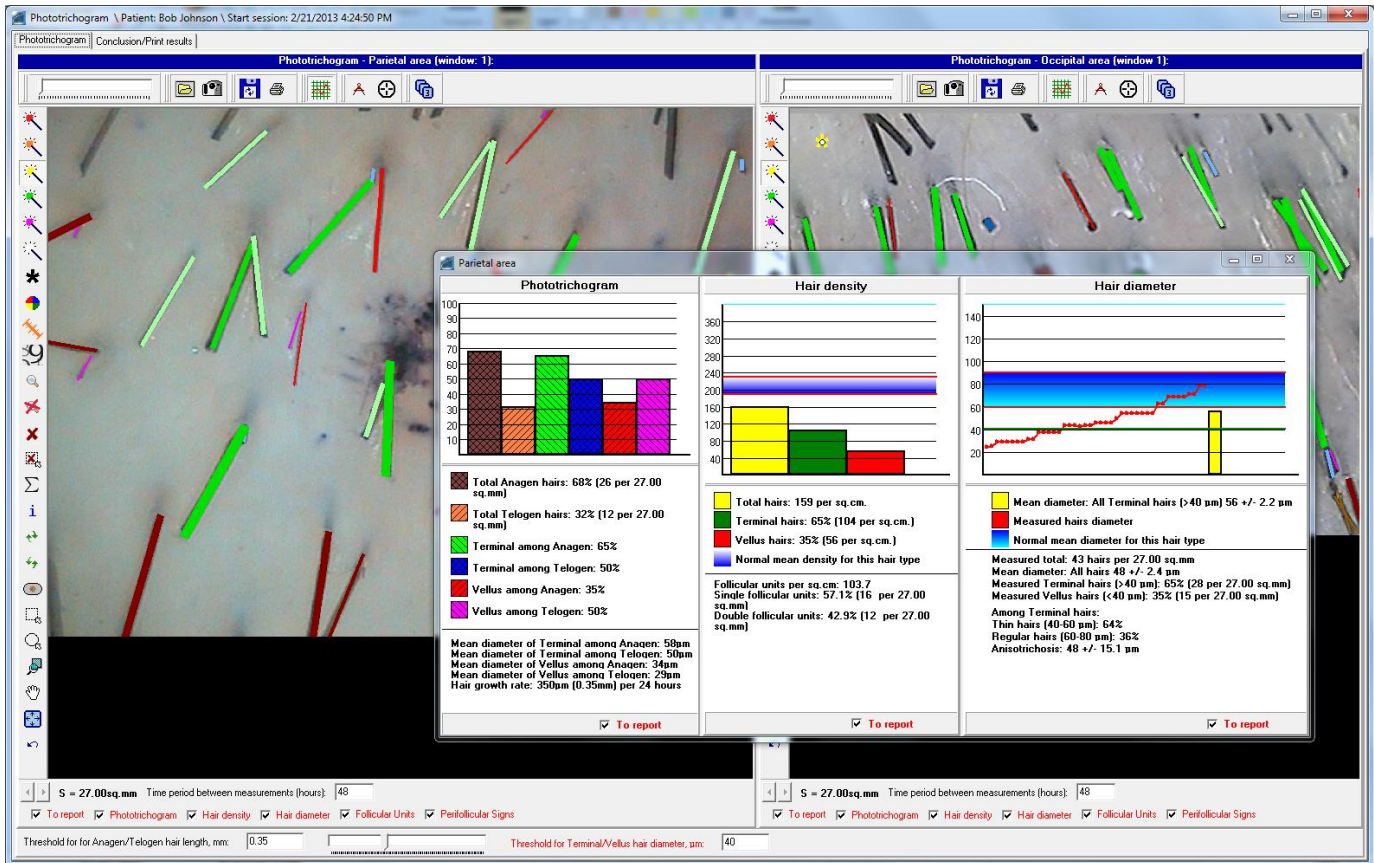 Phototrichogram \ Patient: Bob Johnson \ Start session: 2/21/2013 4:24:50 PM
Phototrichogram Conclusion/Print results
Phototrichogram - Parietal area (window: 1):
Phototrichogram - Occipital area (window 1):
Parietal area
Phototrichogram
100
90
80
70
60
50
40
30
20
10
Total Anagen hairs: 68% (26 per 27.00
sq.mm)
Total Telogen hairs: 32% (12 per 27.00
sq.mm)
Terminal among Anagen: 65%
Terminal among Telogen: 50%
Vellus among Anagen: 35%
Vellus among Telogen: 50%
Mean diameter of Terminal among Anagen: 58µm
Mean diameter of Terminal among Telogen: 50µm
Mean diameter of Vellus among Anagen: 34µm
Mean diameter of Vellus among Telogen: 29µm
Hair growth rate: 350µm (0.35mm) per 24 hours
To report
Hair density
360
320
280
240
200
160
120
80
40
Total hairs: 159 per sq.cm.
Terminal hairs: 65% (104 per sq.cm.)
Vellus hairs: 35% (56 per sq.cm.)
Normal mean density for this hair type
Follicular units per sq.cm: 103.7
Single follicular units: 57.1% (16 per 27.00
sq.mm)
Double follicular units: 42.9% (12 per 27.00
sq.mm)
To report
Hair diameter
140
120
100
80
60
40
20
Mean diameter: All Terminal hairs (>40 µm) 56 +/- 2.2 µm
Measured hairs diameter
Normal mean diameter for this hair type
Measured total: 43 hairs per 27.00 sq.mm
Mean diameter: All hairs 48 +/- 2.4 µm
Measured Terminal hairs (>40 µm): 65% (28 per 27.00 sq.mm)
Measured Vellus hairs (<40 µm): 35% (15 per 27.00 sq.mm)
Among Terminal hairs:
Thin hairs (40-60 µm): 64%
Regular hairs (60-80 µm): 36%
Anisotrichosis: 48 +/- 15.1 µm
To report
S = 27.00sq.mm Time period between measurements (hours): 48
To report Phototrichogram Hair density Hair diameter Follicular Units Perifollicular Signs
S = 27.00sq.mm Time period between measurements (hours): 48
To report Phototrichogram Hair density Hair diameter Follicular Units Perifollicular Signs
Threshold for for Anagen/Telogen hair length, mm: 0.35
Threshold for Terminal/Vellus hair diameter, µm: 40